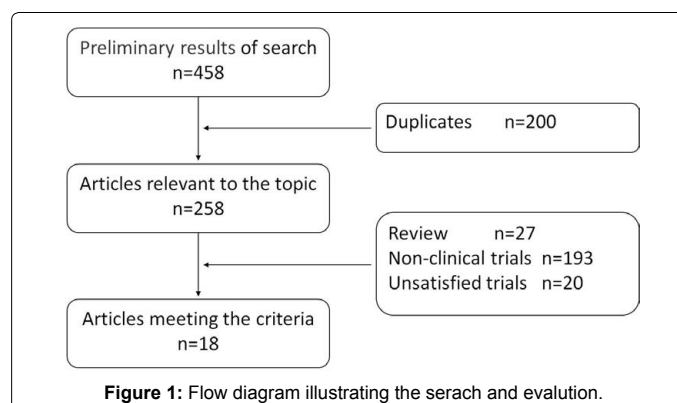 Preliminary results of search
n=458
Duplicates n=200
Articles relevant to the topic
n=258
Review n=27
Non-clinical trials n=193
Unsatisfied trials n=20
Articles meeting the criteria
n=18
Figure 1: Flow diagram illustrating the serach and evalution.